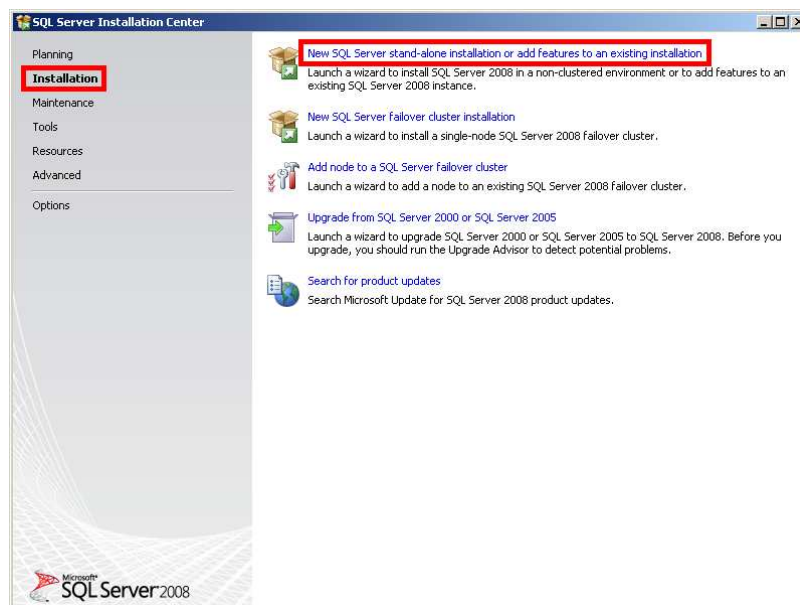 SQL Server Installation Center
Planning
Installation
Maintenance
Tools
Resources
Advanced
Options
New SQL Server stand-alone installation or add features to an existing installation
Launch a wizard to install SQL Server 2008 in a non-clustered environment or to add features to an
existing SQL Server 2008 instance.
New SQL Server failover cluster installation
Launch a wizard to install a single-node SQL Server 2008 failover cluster.
Add node to a SQL Server failover cluster
Launch a wizard to add a node to an existing SQL Server 2008 failover cluster.
Upgrade from SQL Server 2000 or SQL Server 2005
Launch a wizard to upgrade SQL Server 2000 or SQL Server 2005 to SQL Server 2008. Before you
upgrade, you should run the Upgrade Advisor to detect potential problems.
Search for product updates
Search Microsoft Update for SQL Server 2008 product updates.
Microsoft
SQL Server 2008